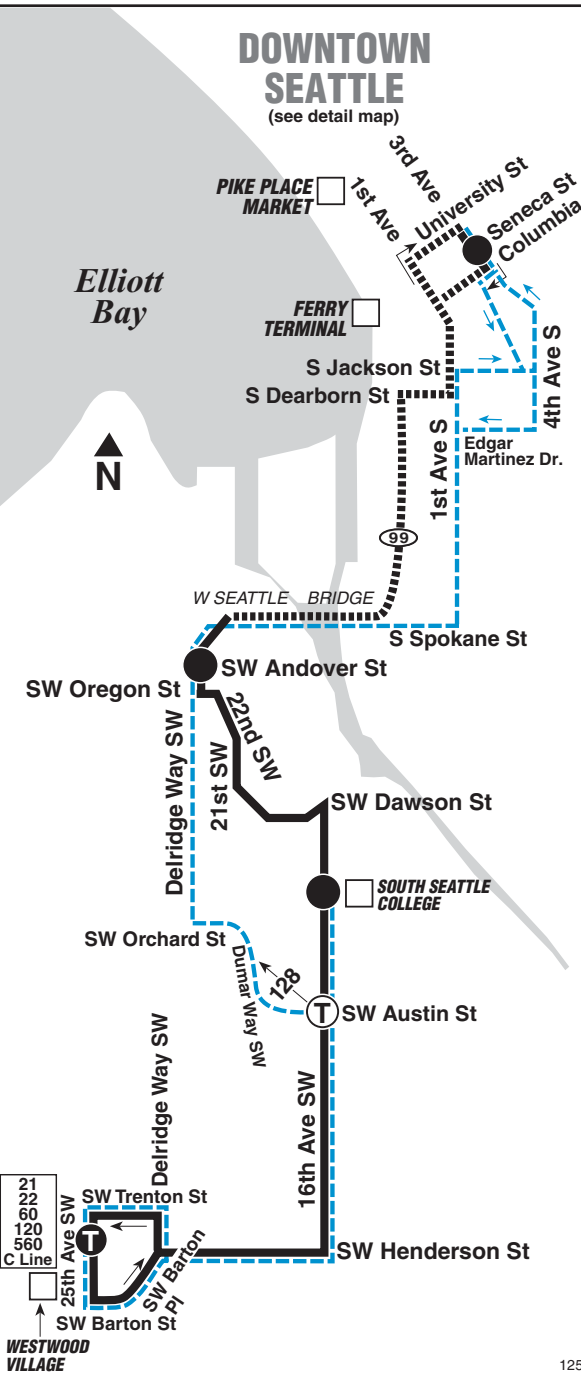 DOWNTOWN
SEATTLE
(see detail map)
3rd Ave
1st Ave
University St
Seneca St
Columbia
PIKE PLACE
MARKET
Elliott
Bay
FERRY
TERMINAL
S Jackson St
S Dearborn St
4th Ave S
1st Ave S
Edgar
Martinez Dr.
N
99
W SEATTLE BRIDGE
S Spokane St
SW Andover St
SW Oregon St
22nd SW
21st SW
Delridge Way SW
SW Dawson St
SOUTH SEATTLE
COLLEGE
SW Orchard St
Dumar Way SW
128
T
SW Austin St
Delridge Way SW
16th Ave SW
21
22
60
120
560
C Line
25th Ave SW
SW Trenton St
T
SW Barton
Pl
SW Henderson St
SW Barton St
WESTWOOD
VILLAGE
125